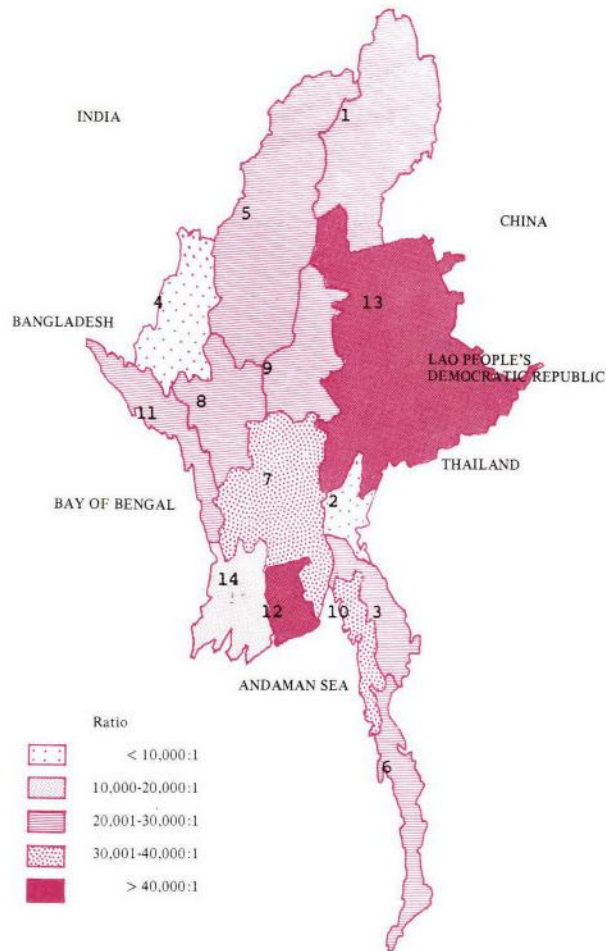 INDIA
1
5
CHINA
4
13
BANGLADESH
LAO PEOPLE'S
DEMOCRATIC REPUBLIC
9
8
11
THAILAND
7
2
BAY OF BENGAL
14
12
10
3
ANDAMAN SEA
6
Ratio
< 10,000:1
10,000-20,000:1
20,001-30,000:1
30,001-40,000:1
> 40,000:1